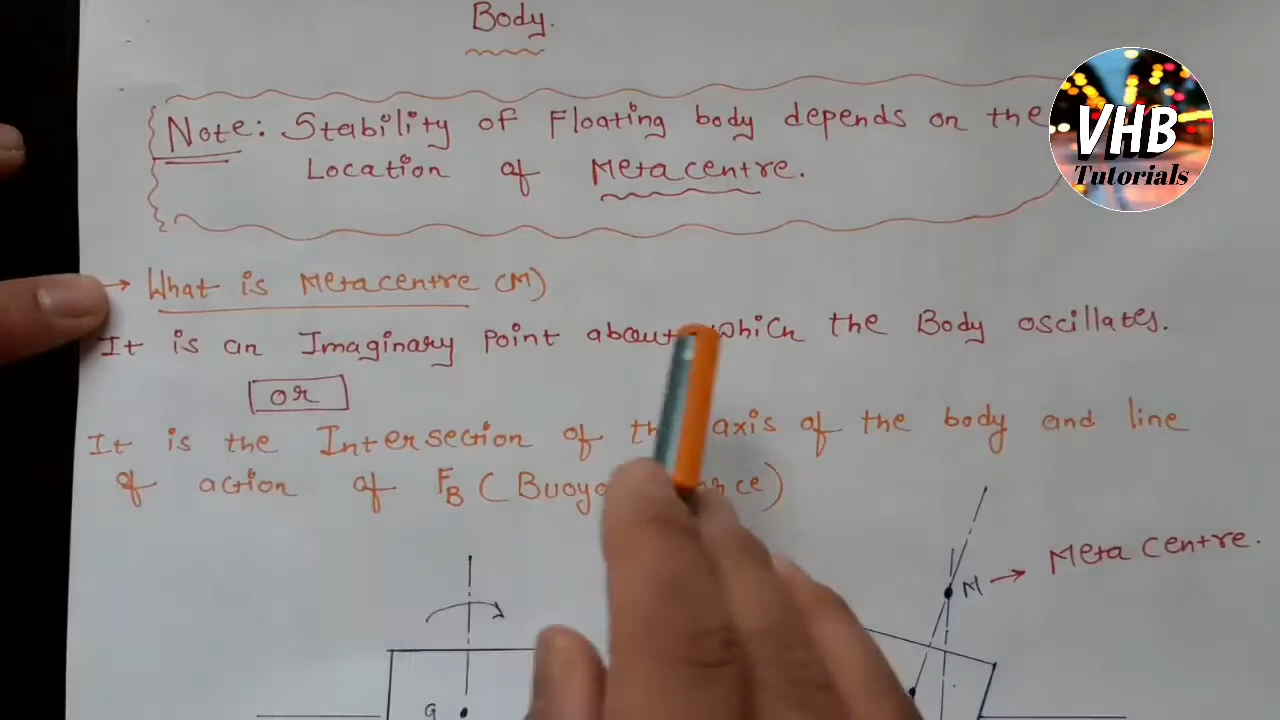 Body.
Note: Stability of Floating body depends on the
Location of Metacentre.
VHB
Tutorials
→ What is Metacentre (M)
It is an Imaginary point about which the Body oscillates.
OR
It is the Intersection of the axis of the body and line
of action of FB (Buoyo rce)
M → Meta Centre.
G